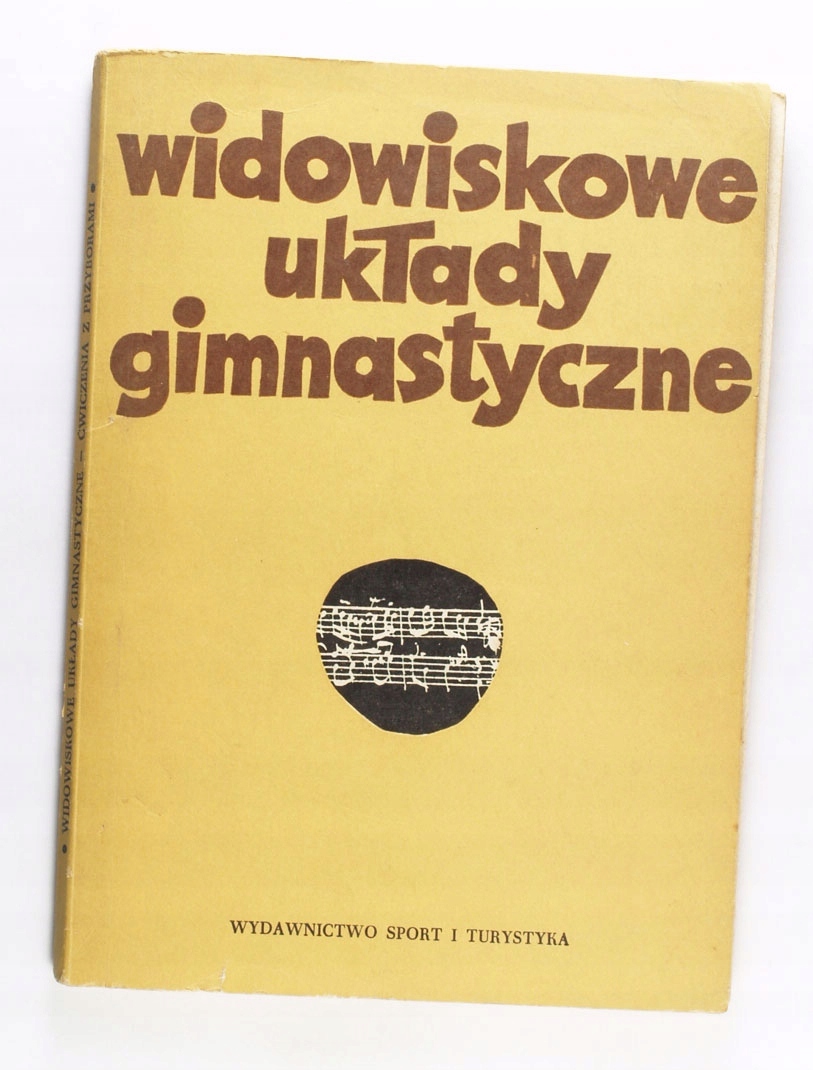 widowiskowe
układy
gimnastyczne
WYDAWNICTWO SPORT I TURYSTYKA
• WIDOWISKOWE UKŁADY GIMNASTYCZNE — ĆWICZENIA Z PRZYBORAMI •